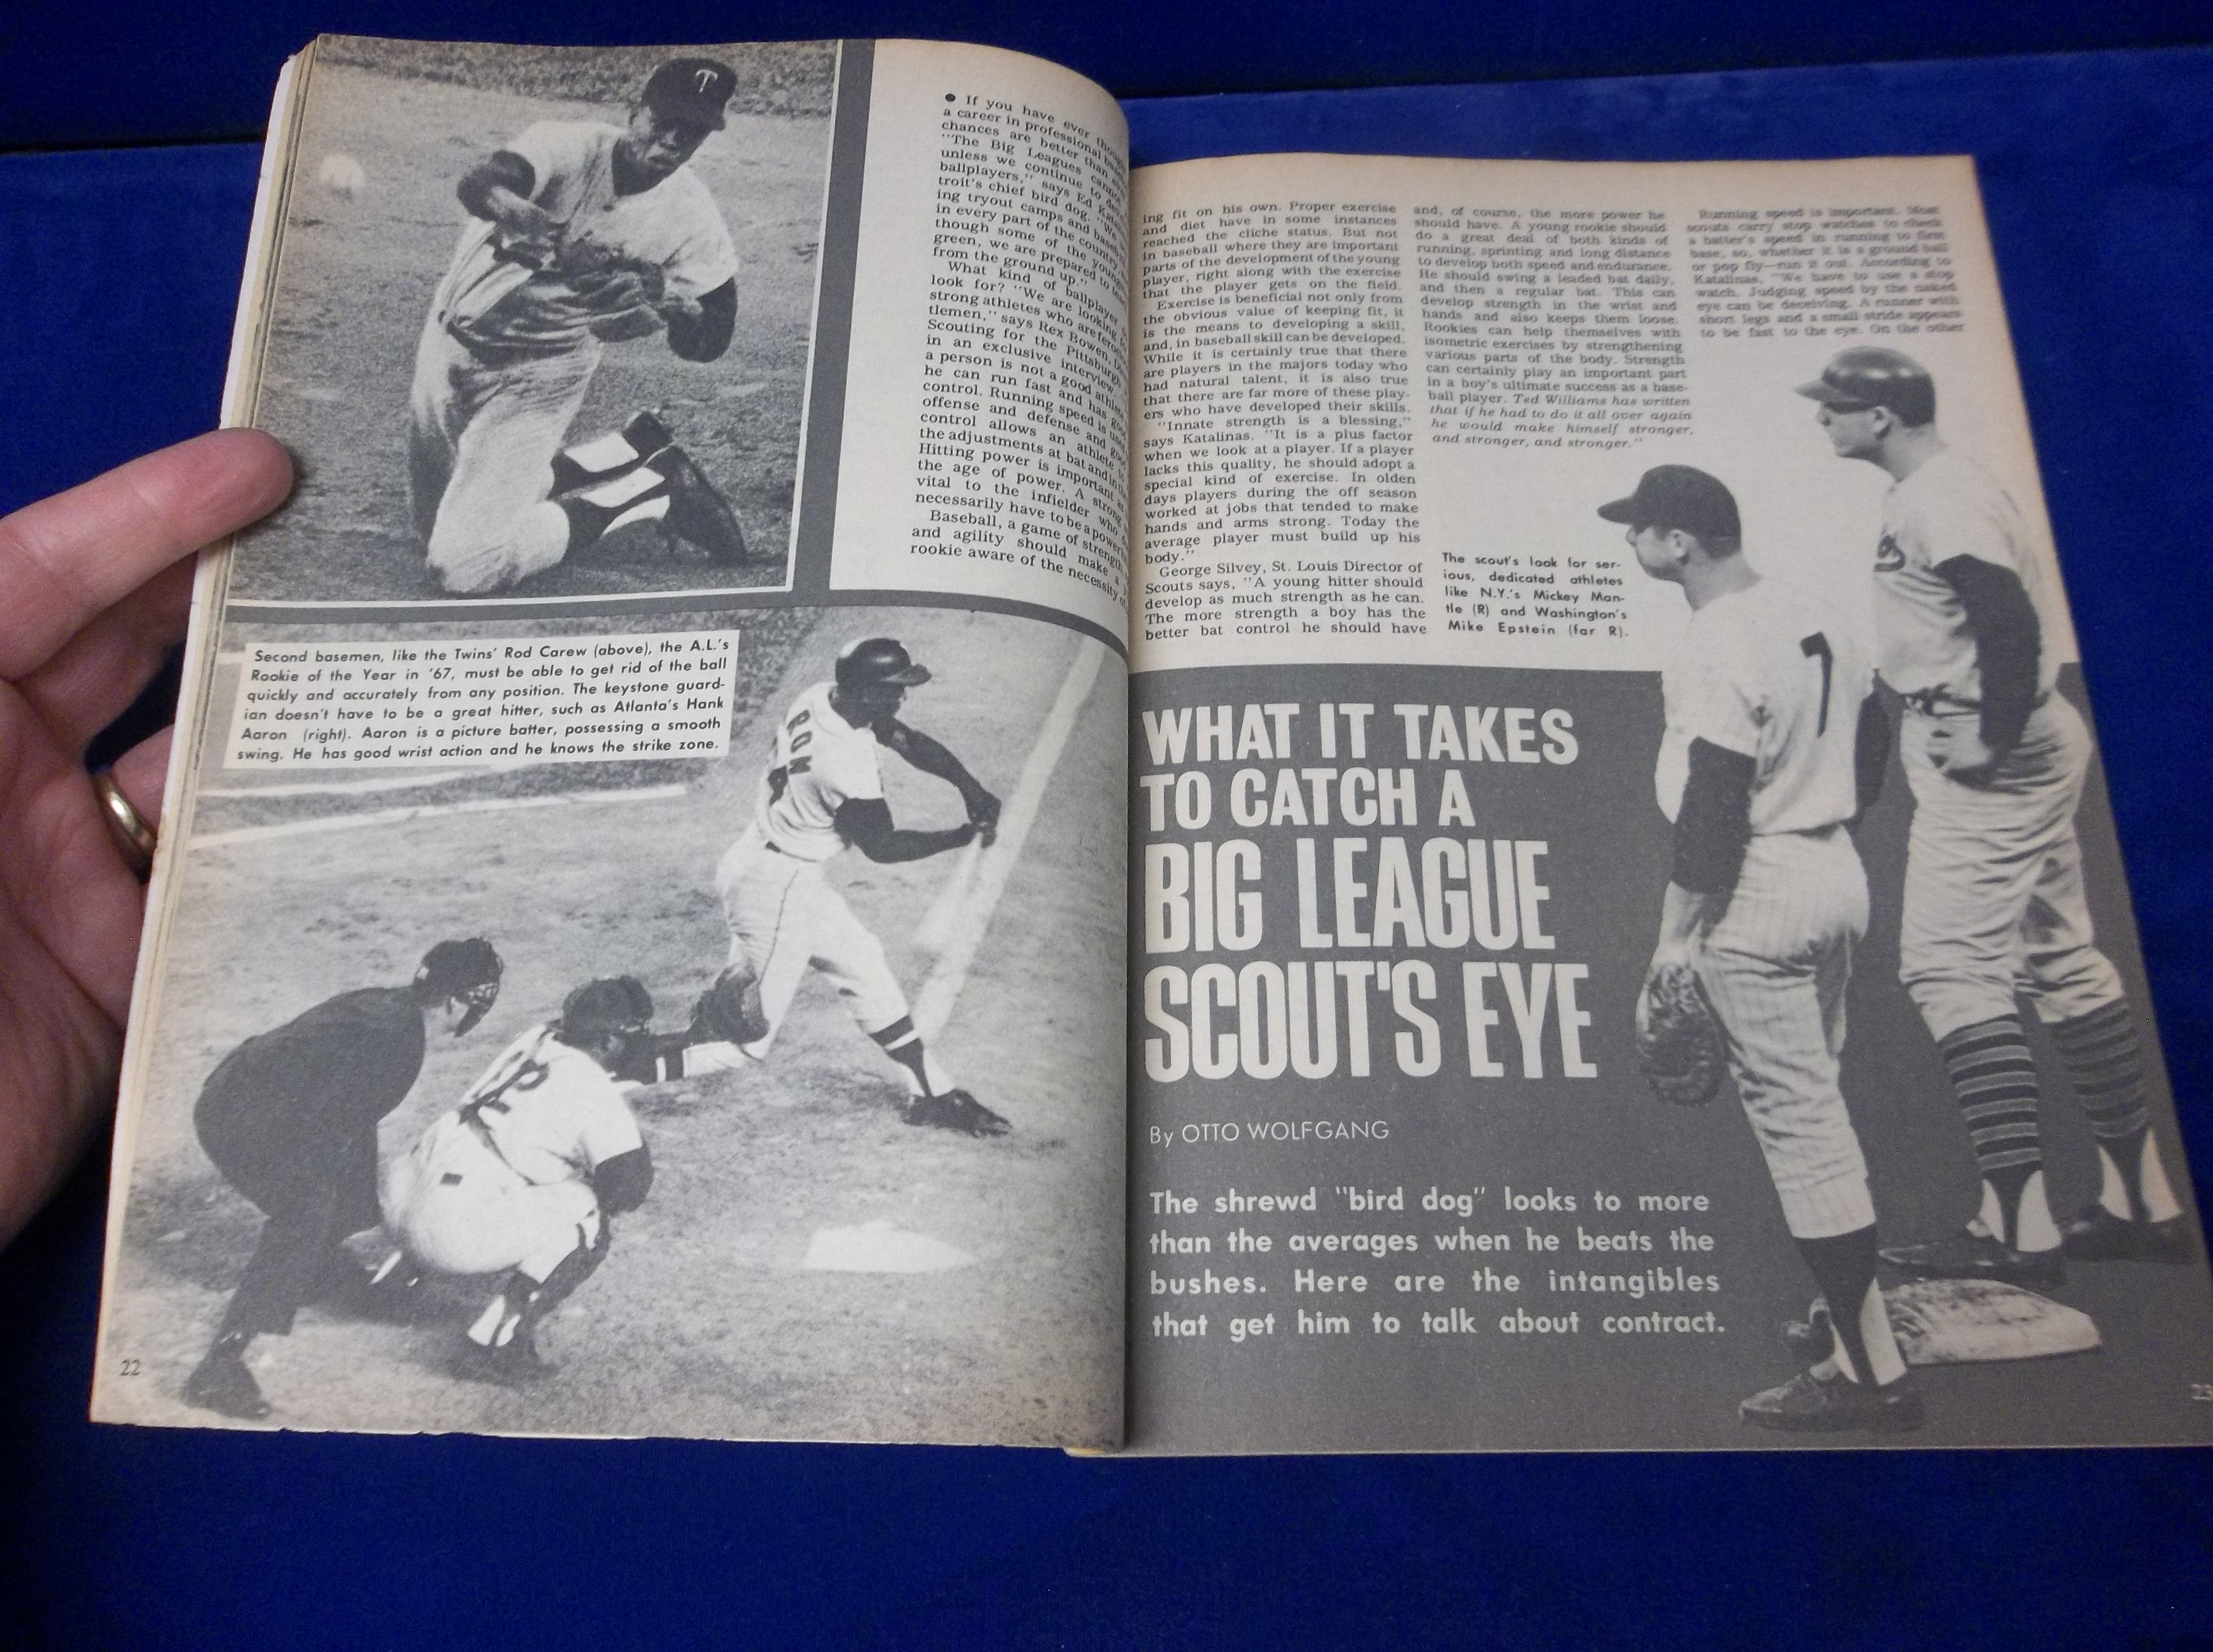 T
● If you have ever
a career in professional
chances are better than
"The Big Leagues
unless we continue to
ballplayers," says Ed
troit's chief bird dog. "We
ing tryout camps and
in every part of the country,
though some of the
green, we are prepared to
from the ground up."
What kind of ballplayer
look for? "We are looking
strong athletes who are
tlemen," says Rex Bowen,
Scouting for the Pittsburgh
in an exclusive interview.
a person is not a good
he can run fast and has
control. Running speed is
offense and defense and good
control allows an athlete
the adjustments at bat and in
Hitting power is important
the age of power. A strong
vital to the infielder who
necessarily have to be a
Baseball, a game of strength,
and agility should make a
rookie aware of the necessity of
Second basemen, like the Twins' Rod Carew (above), the A.L.'s
Rookie of the Year in '67, must be able to get rid of the ball
quickly and accurately from any position. The keystone guard-
ian doesn't have to be a great hitter, such as Atlanta's Hank
Aaron (right). Aaron is a picture batter, possessing a smooth
swing. He has good wrist action and he knows the strike zone.
RON
22
ing fit on his own. Proper exercise
and diet have in some instances
reached the cliche status. But not
in baseball where they are important
parts of the development of the young
player, right along with the exercise
that the player gets on the field.
Exercise is beneficial not only from
the obvious value of keeping fit, it
is the means to developing a skill,
and, in baseball skill can be developed.
While it is certainly true that there
are players in the majors today who
had natural talent, it is also true
that there are far more of these play-
ers who have developed their skills.
"Innate strength is a blessing,"
says Katalinas. "It is a plus factor
when we look at a player. If a player
lacks this quality, he should adopt a
special kind of exercise. In olden
days players during the off season
worked at jobs that tended to make
hands and arms strong. Today the
average player must build up his
body."
George Silvey, St. Louis Director of
Scouts says, "A young hitter should
develop as much strength as he can.
The more strength a boy has the
better bat control he should have
and, of course, the more power he
should have. A young rookie should
do a great deal of both kinds of
running, sprinting and long distance
to develop both speed and endurance.
He should swing a leaded bat daily,
and then a regular bat. This can
develop strength in the wrist and
hands and also keeps them loose.
Rookies can help themselves with
isometric exercises by strengthening
various parts of the body. Strength
can certainly play an important part
in a boy's ultimate success as a base-
ball player. Ted Williams has written
that if he had to do it all over again
he would make himself stronger,
and stronger, and stronger."
Running speed is important. Most
scouts carry stop watches to check
a batter's speed in running to first
base, so, whether it is a ground ball
or pop fly—run it out. According to
Katalinas, "We have to use a stop
watch. Judging speed by the naked
eye can be deceiving. A runner with
short legs and a small stride appears
to be fast to the eye. On the other
The scout's look for ser-
ious, dedicated athletes
like N.Y.'s Mickey Man-
tle (R) and Washington's
Mike Epstein (far R).
7
WHAT IT TAKES
TO CATCH A
BIG LEAGUE
SCOUT'S EYE
By OTTO WOLFGANG
The shrewd "bird dog" looks to more
than the averages when he beats the
bushes. Here are the intangibles
that get him to talk about contract.
23